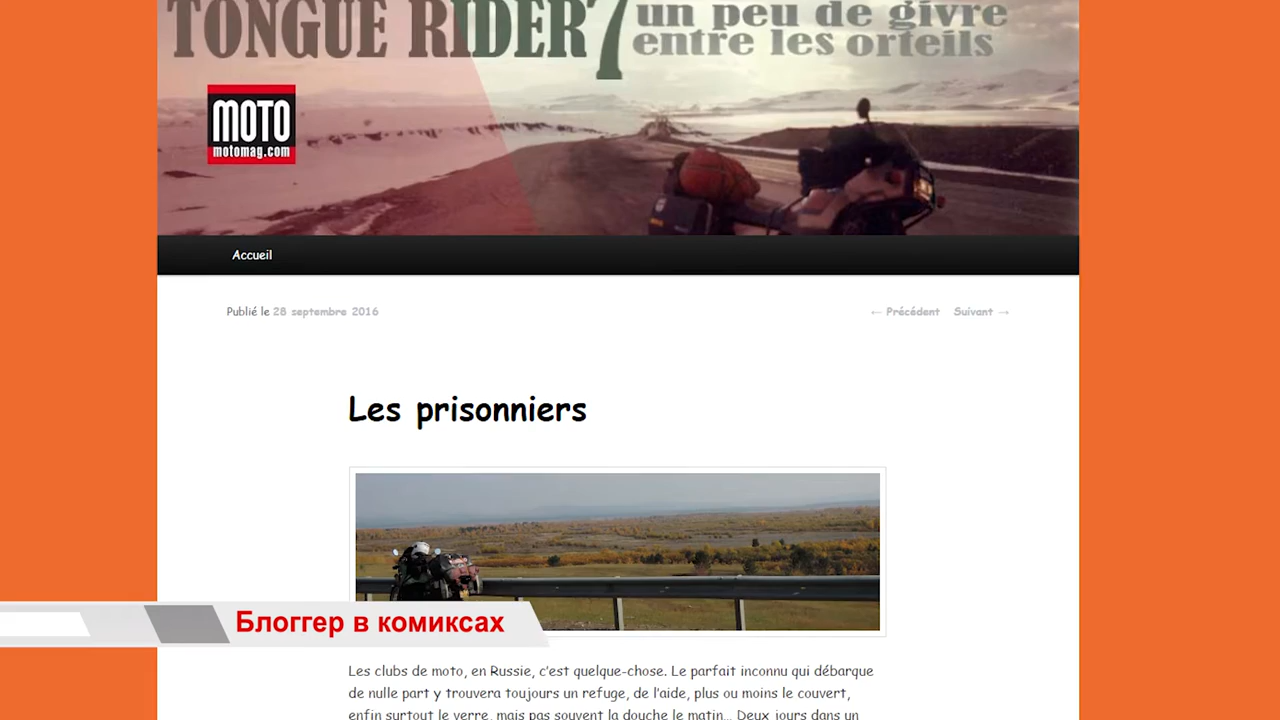 TONGUE RIDER7 un peu de givre
entre les orteils
MOTO
motomag.com
Accueil
Publié le 28 septembre 2016
← Précédent Suivant →
Les prisonniers
Блоггер в комиксах
Les clubs de moto, en Russie, c'est quelque-chose. Le parfait inconnu qui débarque
de nulle part y trouvera toujours un refuge, de l'aide, plus ou moins le couvert,
enfin surtout le verre, mais pas souvent la douche le matin… Deux jours dans un